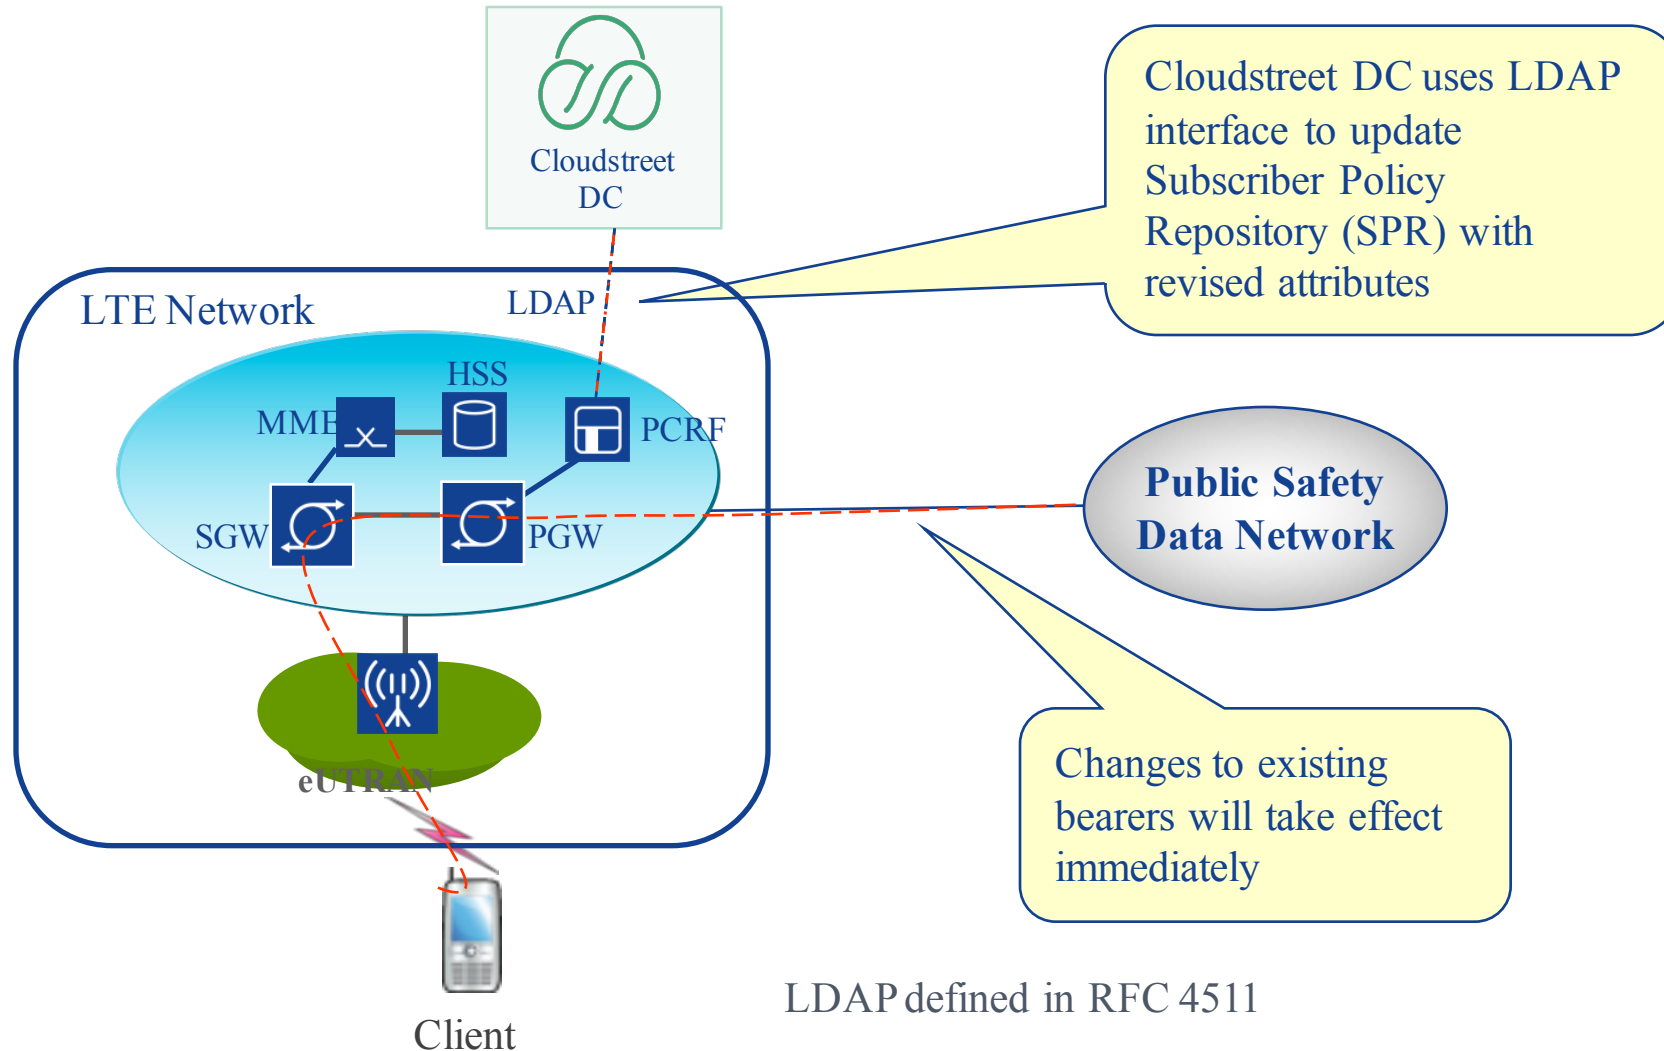 Cloudstreet
DC
Cloudstreet DC uses LDAP
interface to update
Subscriber Policy
Repository (SPR) with
revised attributes
LTE Network
LDAP
HSS
MME
PCRF
SGW
PGW
Public Safety
Data Network
eUTRAN
Changes to existing
bearers will take effect
immediately
LDAP defined in RFC 4511
Client